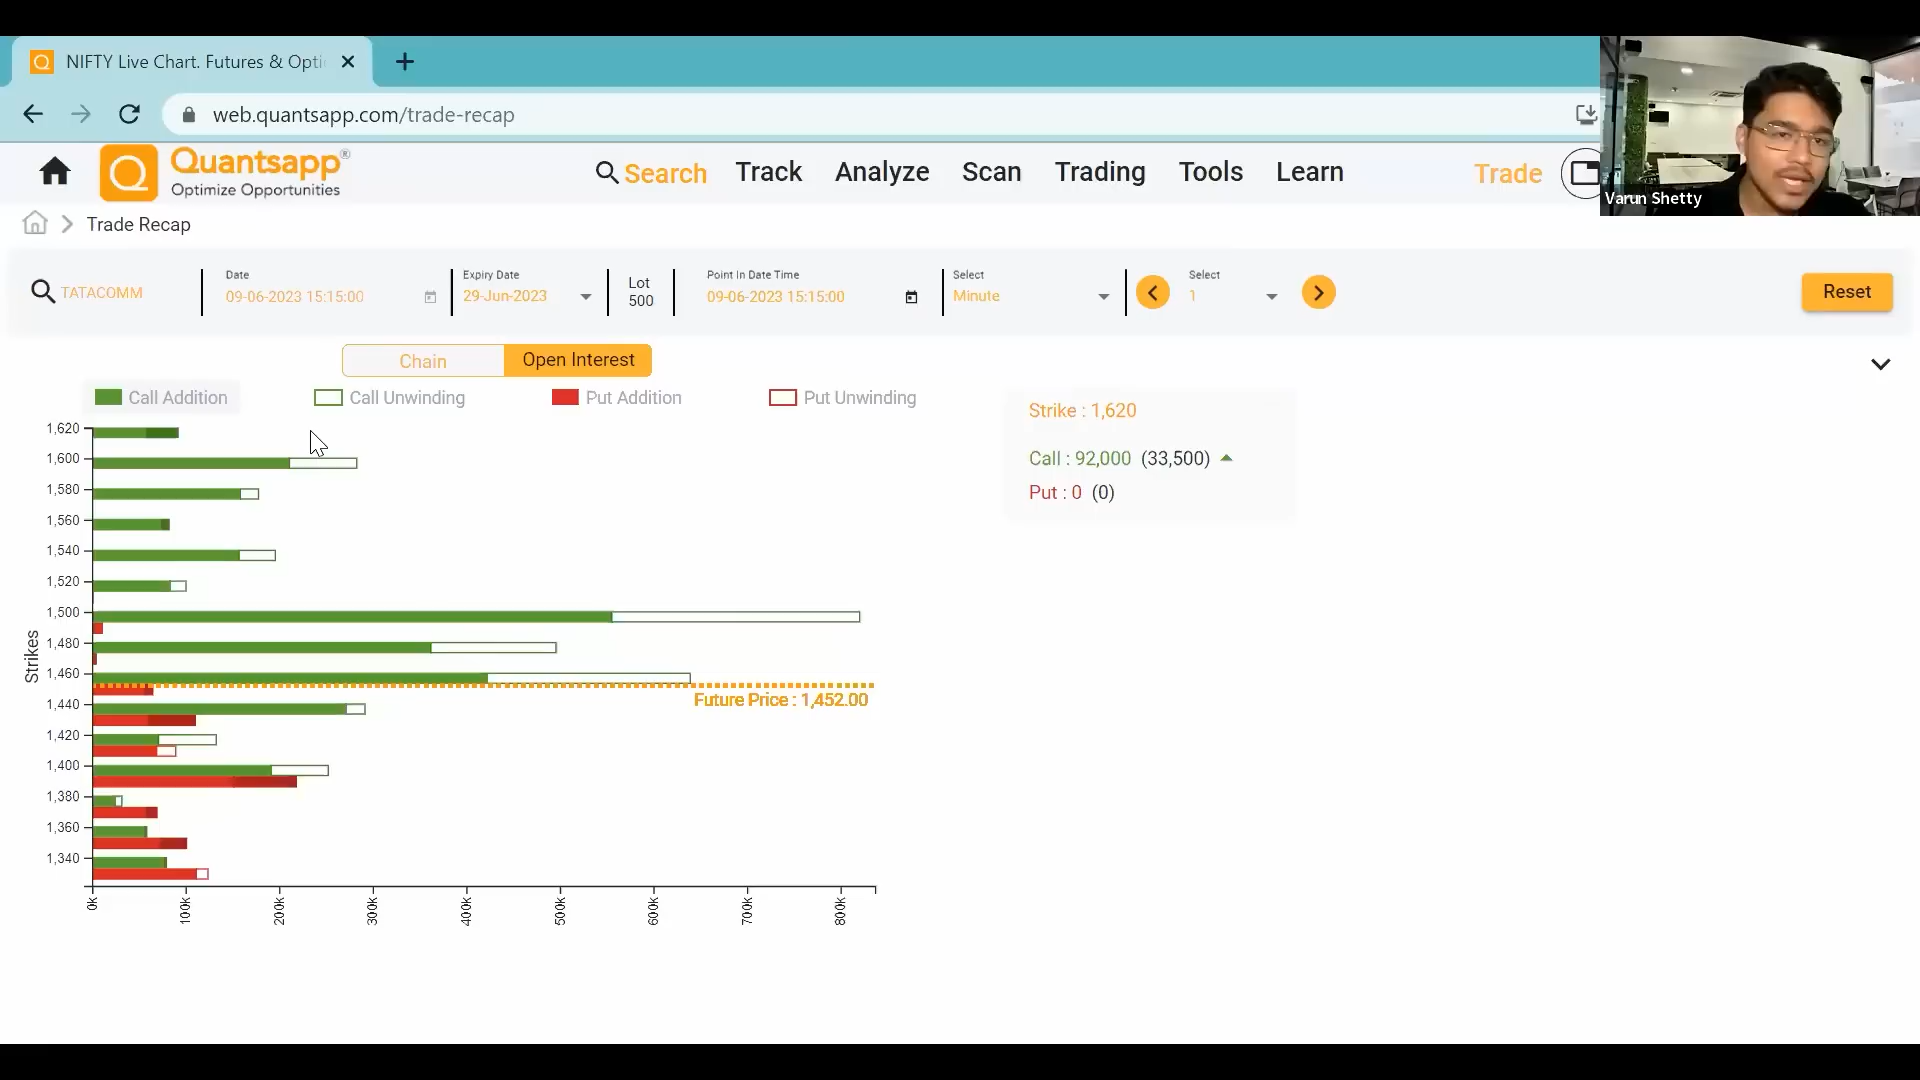 NIFTY Live Chart. Futures & Opti
web.quantsapp.com/trade-recap
Quantsapp®
Optimize Opportunities
Search Track Analyze Scan Trading Tools Learn Trade
Varun Shetty
Trade Recap
TATACOMM
Date
09-06-2023 15:15:00
Expiry Date
29-Jun-2023
Lot
500
Point In Date Time
09-06-2023 15:15:00
Select
Minute
Select
1
Reset
Chain Open Interest
Call Addition Call Unwinding Put Addition Put Unwinding
Strike : 1,620
Call : 92,000 (33,500)
Put : 0 (0)
Strikes
1,620
1,600
1,580
1,560
1,540
1,520
1,500
1,480
1,460
Future Price : 1,452.00
1,440
1,420
1,400
1,380
1,360
1,340
0k 100k 200k 300k 400k 500k 600k 700k 800k